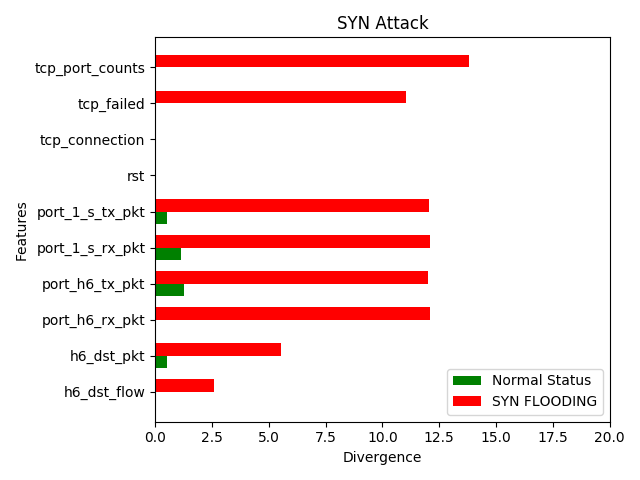 SYN Attack
tcp_port_counts
tcp_failed
tcp_connection
rst
port_1_s_tx_pkt
port_1_s_rx_pkt
port_h6_tx_pkt
port_h6_rx_pkt
h6_dst_pkt
h6_dst_flow
Features
Normal Status
SYN FLOODING
0.0 2.5 5.0 7.5 10.0 12.5 15.0 17.5 20.0
Divergence